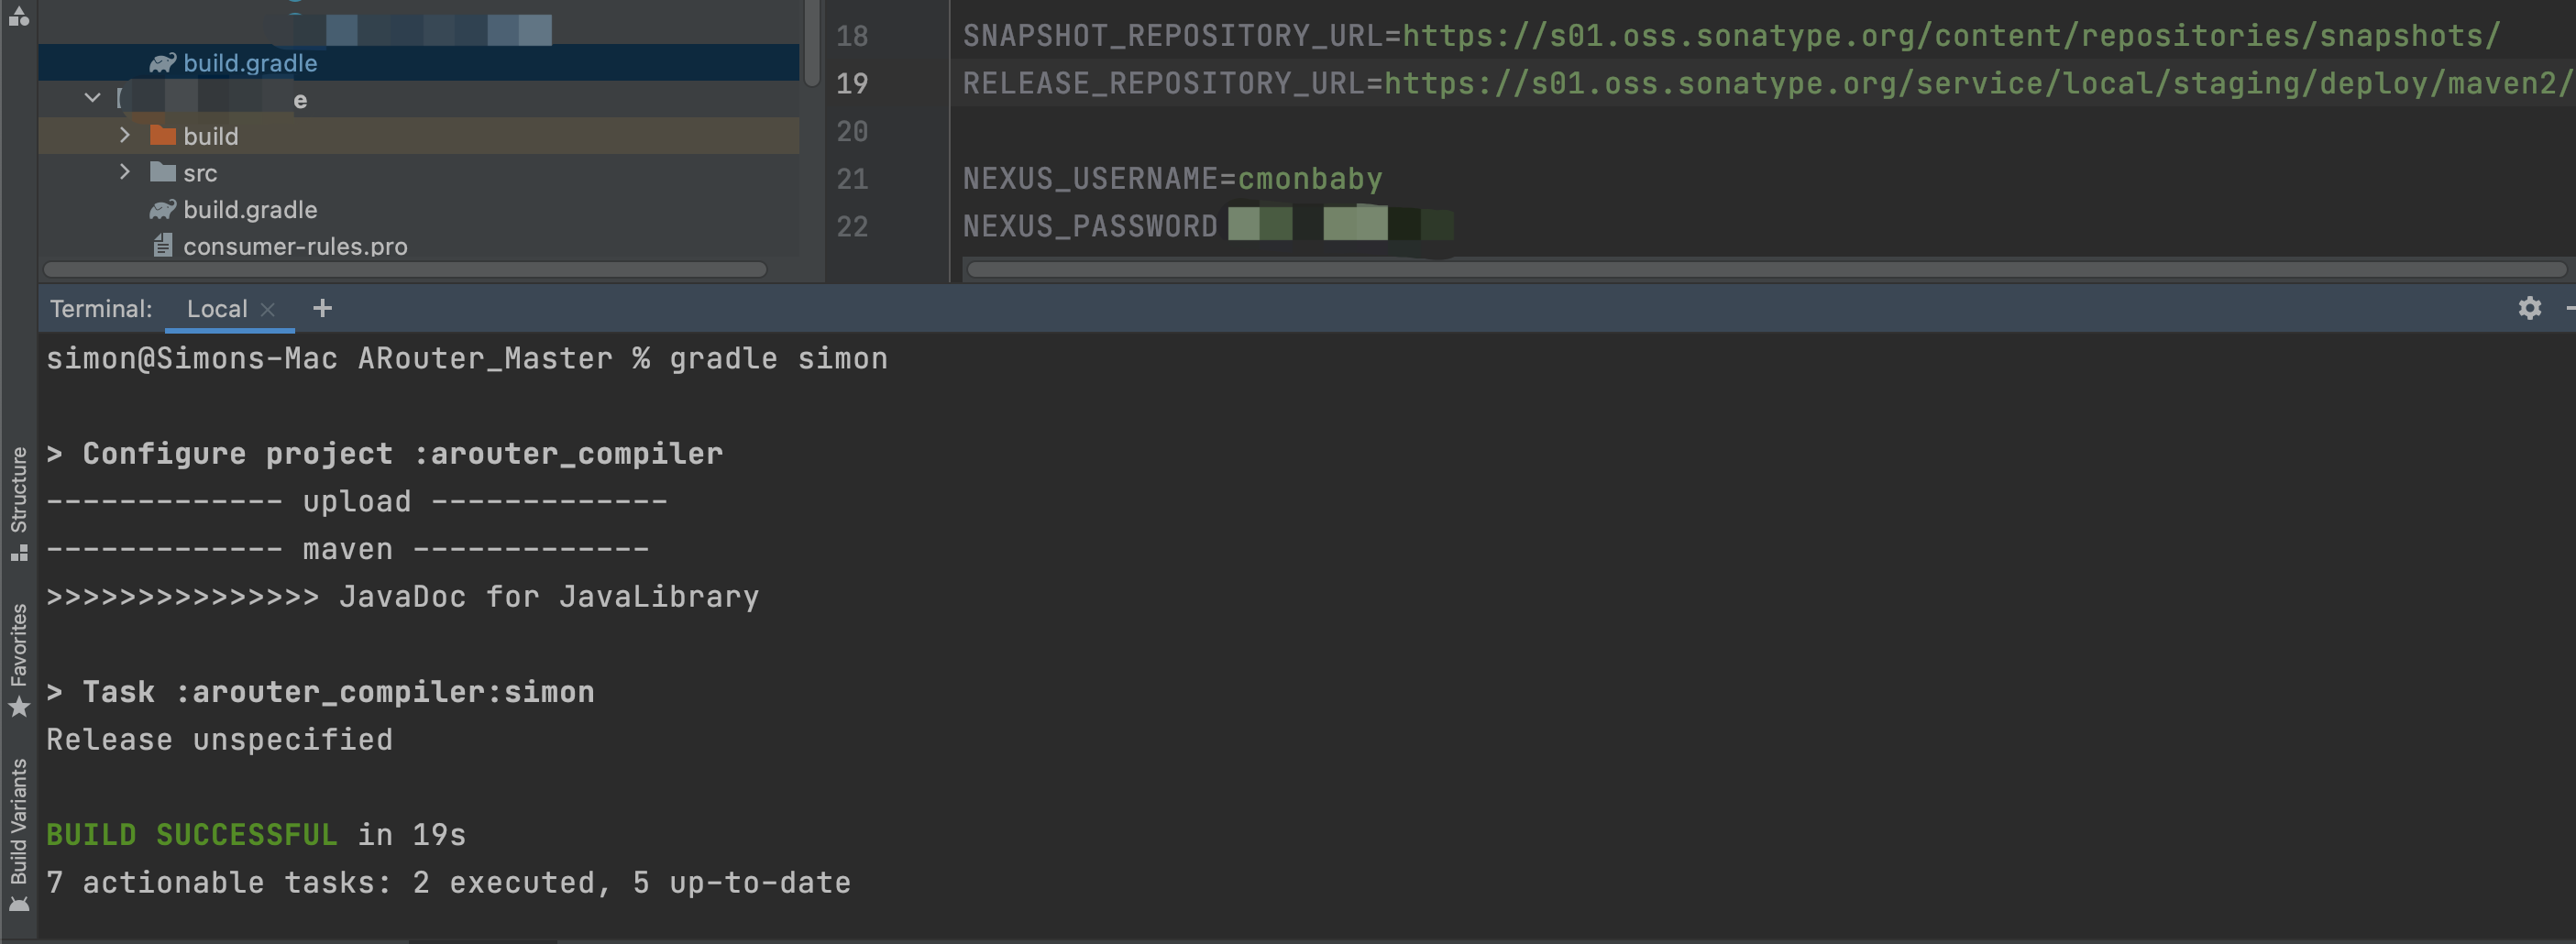 build.gradle
e
build
src
build.gradle
consumer-rules.pro
18 SNAPSHOT_REPOSITORY_URL=https://s01.oss.sonatype.org/content/repositories/snapshots/
19 RELEASE_REPOSITORY_URL=https://s01.oss.sonatype.org/service/local/staging/deploy/maven2/
20
21 NEXUS_USERNAME=cmonbaby
22 NEXUS_PASSWORD
Terminal: Local × +
simon@Simons-Mac ARouter_Master % gradle simon
> Configure project :arouter_compiler
------------- upload -------------
------------- maven -------------
>>>>>>>>>>>>>>> JavaDoc for JavaLibrary
> Task :arouter_compiler:simon
Release unspecified
BUILD SUCCESSFUL in 19s
7 actionable tasks: 2 executed, 5 up-to-date
Structure
Favorites
Build Variants